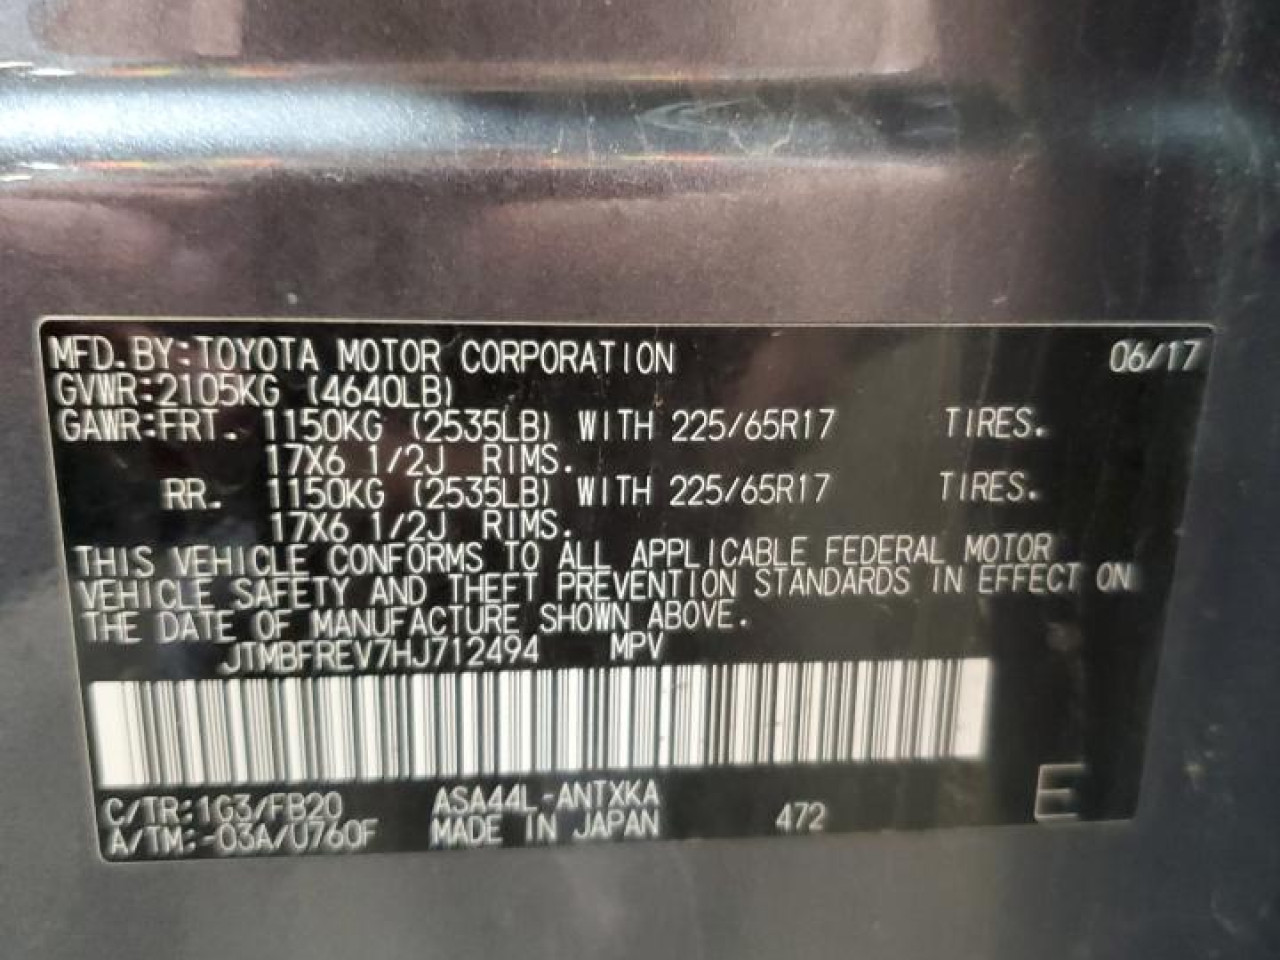 MFD.BY:TOYOTA MOTOR CORPORATION 06/17
GVWR:2105KG (4640LB)
GAWR:FRT. 1150KG (2535LB) WITH 225/65R17 TIRES.
17X6 1/2J RIMS.
RR. 1150KG (2535LB) WITH 225/65R17 TIRES.
17X6 1/2J RIMS.
THIS VEHICLE CONFORMS TO ALL APPLICABLE FEDERAL MOTOR
VEHICLE SAFETY AND THEFT PREVENTION STANDARDS IN EFFECT ON
THE DATE OF MANUFACTURE SHOWN ABOVE.
JTMBFREV7HJ712494 MPV
C/TR:1G3/FB20 ASA44L-ANTXKA 472 E
A/TM:-03A/U760F MADE IN JAPAN